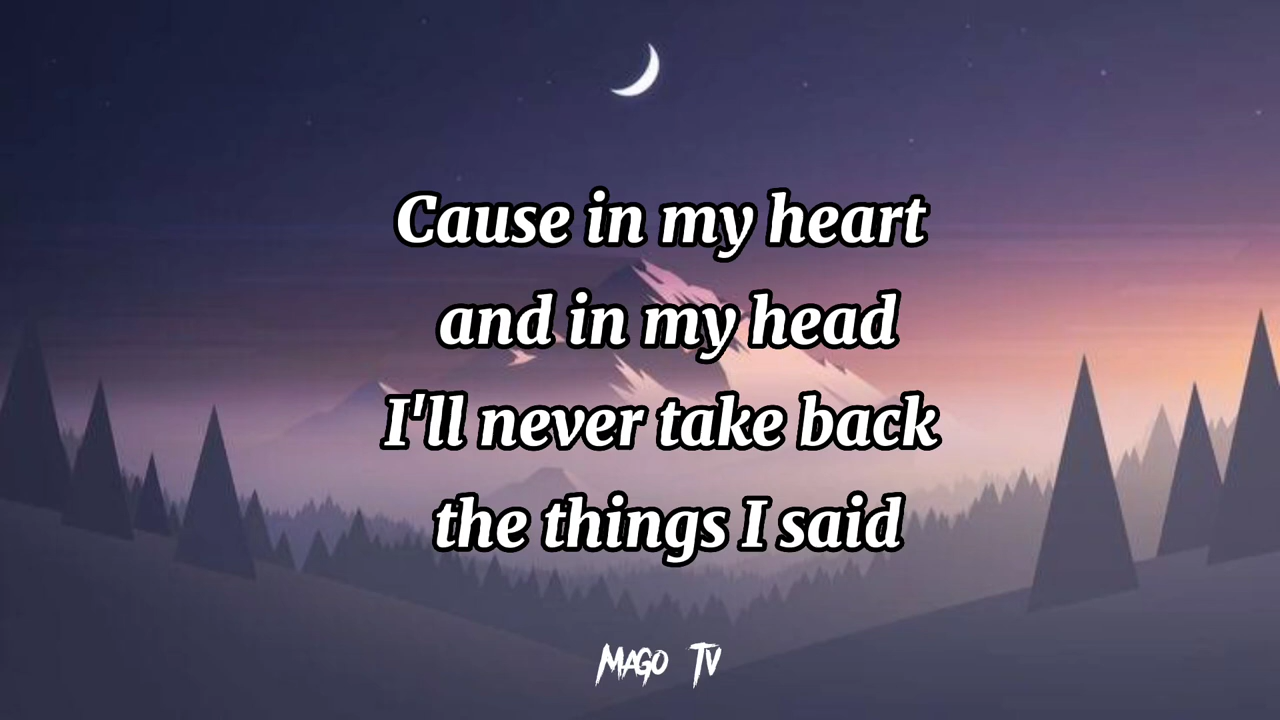 Cause in my heart
and in my head
I'll never take back
the things I said
MAGO TV